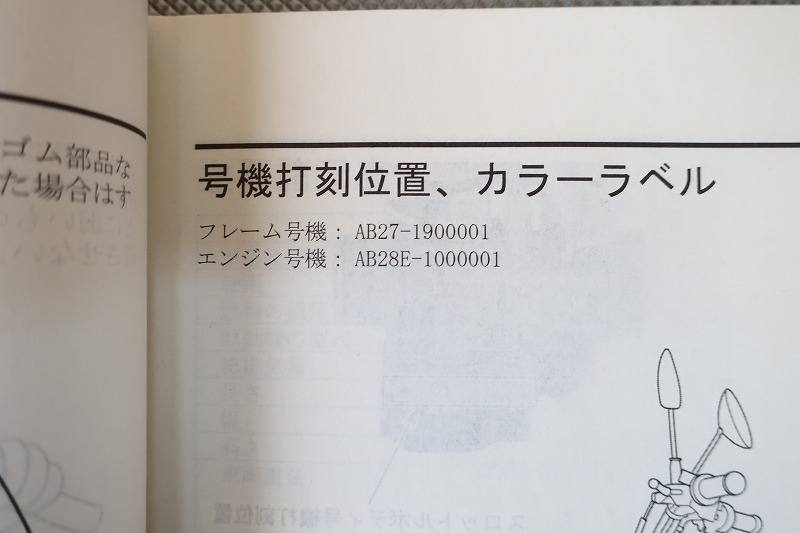 ゴム部品な
た場合はす
号機打刻位置、カラーラベル
フレーム号機：AB27-1900001
エンジン号機：AB28E-1000001